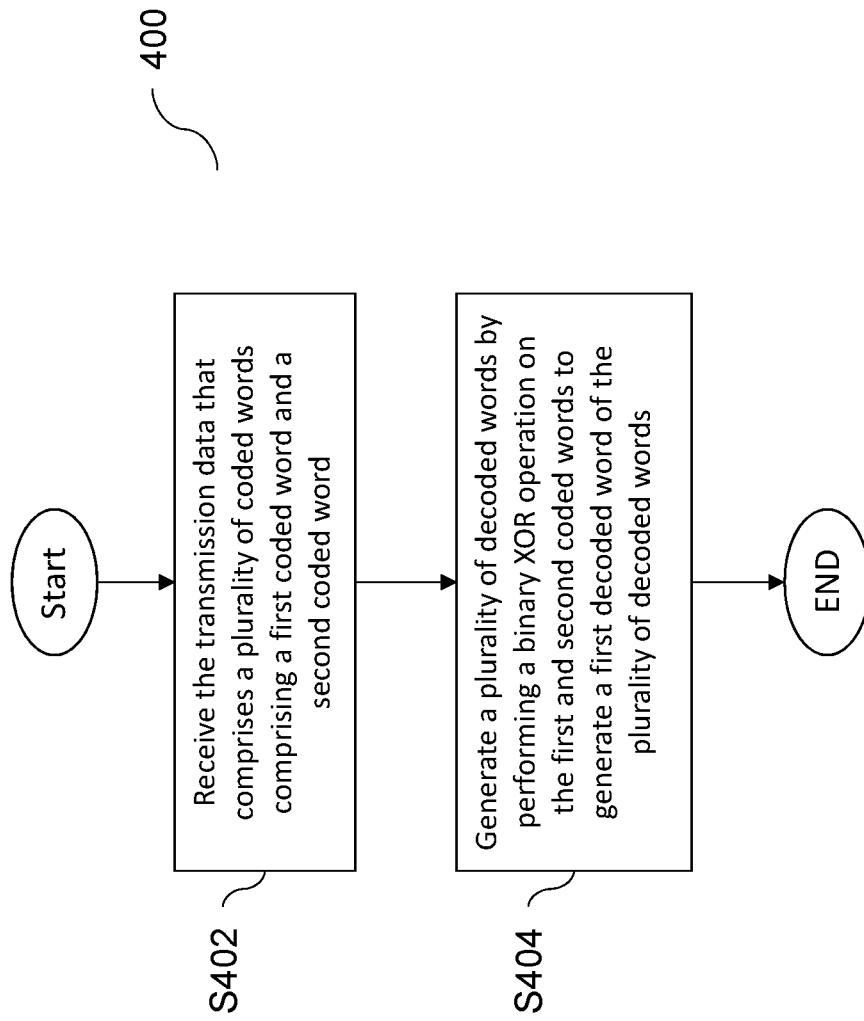 400
Start
S402
Receive the transmission data that
comprises a plurality of coded words
comprising a first coded word and a
second coded word
S404
Generate a plurality of decoded words by
performing a binary XOR operation on
the first and second coded words to
generate a first decoded word of the
plurality of decoded words
END